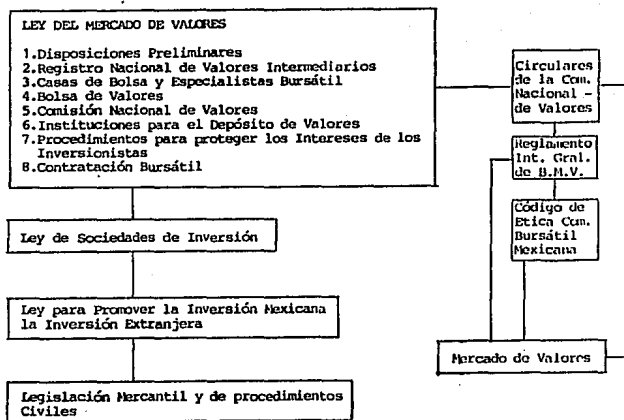 LEY DEL MERCADO DE VALORES
1.Disposiciones Preliminares
2.Registro Nacional de Valores Intermediarios
3.Casas de Bolsa y Especialistas Bursátil
4.Bolsa de Valores
5.Comisión Nacional de Valores
6.Instituciones para el Depósito de Valores
7.Procedimientos para proteger los Intereses de los
Inversionistas
8.Contratación Bursátil
Ley de Sociedades de Inversión
Ley para Promover la Inversión Mexicana
la Inversión Extranjera
Legislación Mercantil y de procedimientos
Civiles
Circulares
de la Com.
Nacional -
de Valores
Reglamento
Int. Gral.
de B.M.V.
Código de
Etica Com.
Bursátil
Mexicana
Mercado de Valores